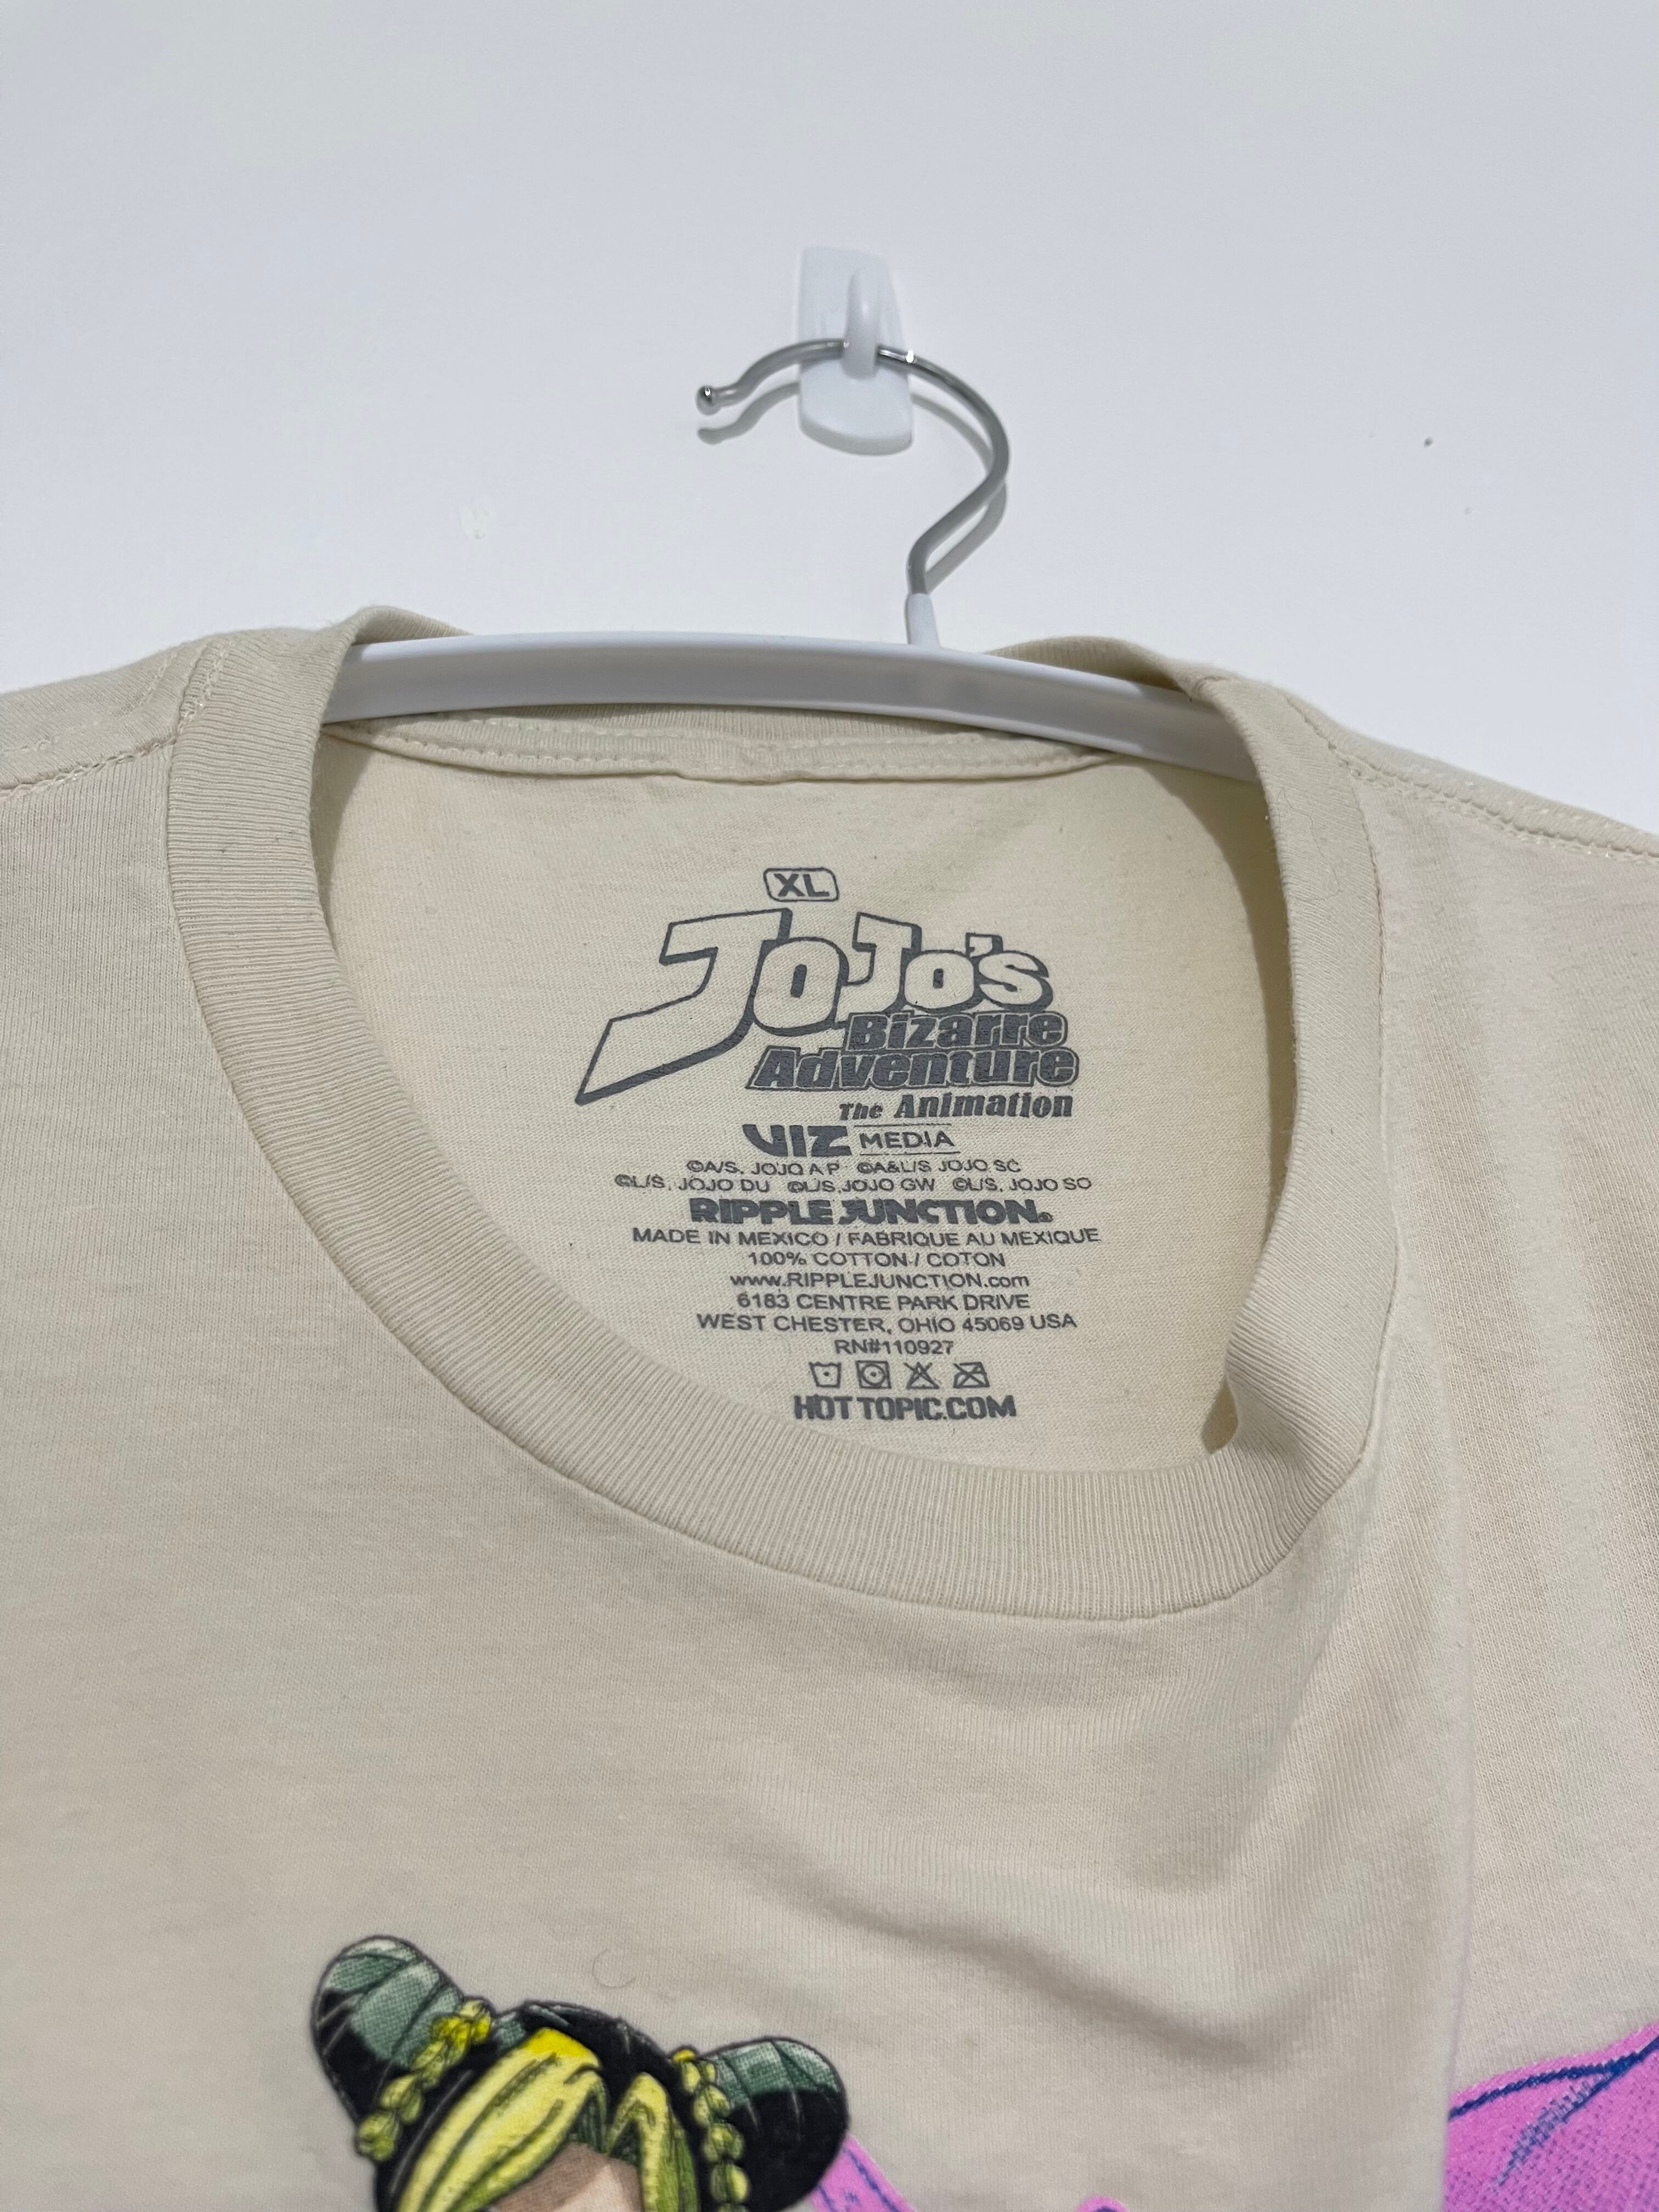 XL
JoJo's
Bizarre
Adventure
The Animation
VIZ MEDIA
©A/S, JOJO A P ©A&L/S JOJO SC
©L/S, JOJO DU ©L/S,JOJO GW ©L/S, JOJO SO
RIPPLE JUNCTION®
MADE IN MEXICO / FABRIQUE AU MEXIQUE
100% COTTON / COTON
www.RIPPLEJUNCTION.com
6183 CENTRE PARK DRIVE
WEST CHESTER, OHIO 45069 USA
RN#110927
HOTTOPIC.COM